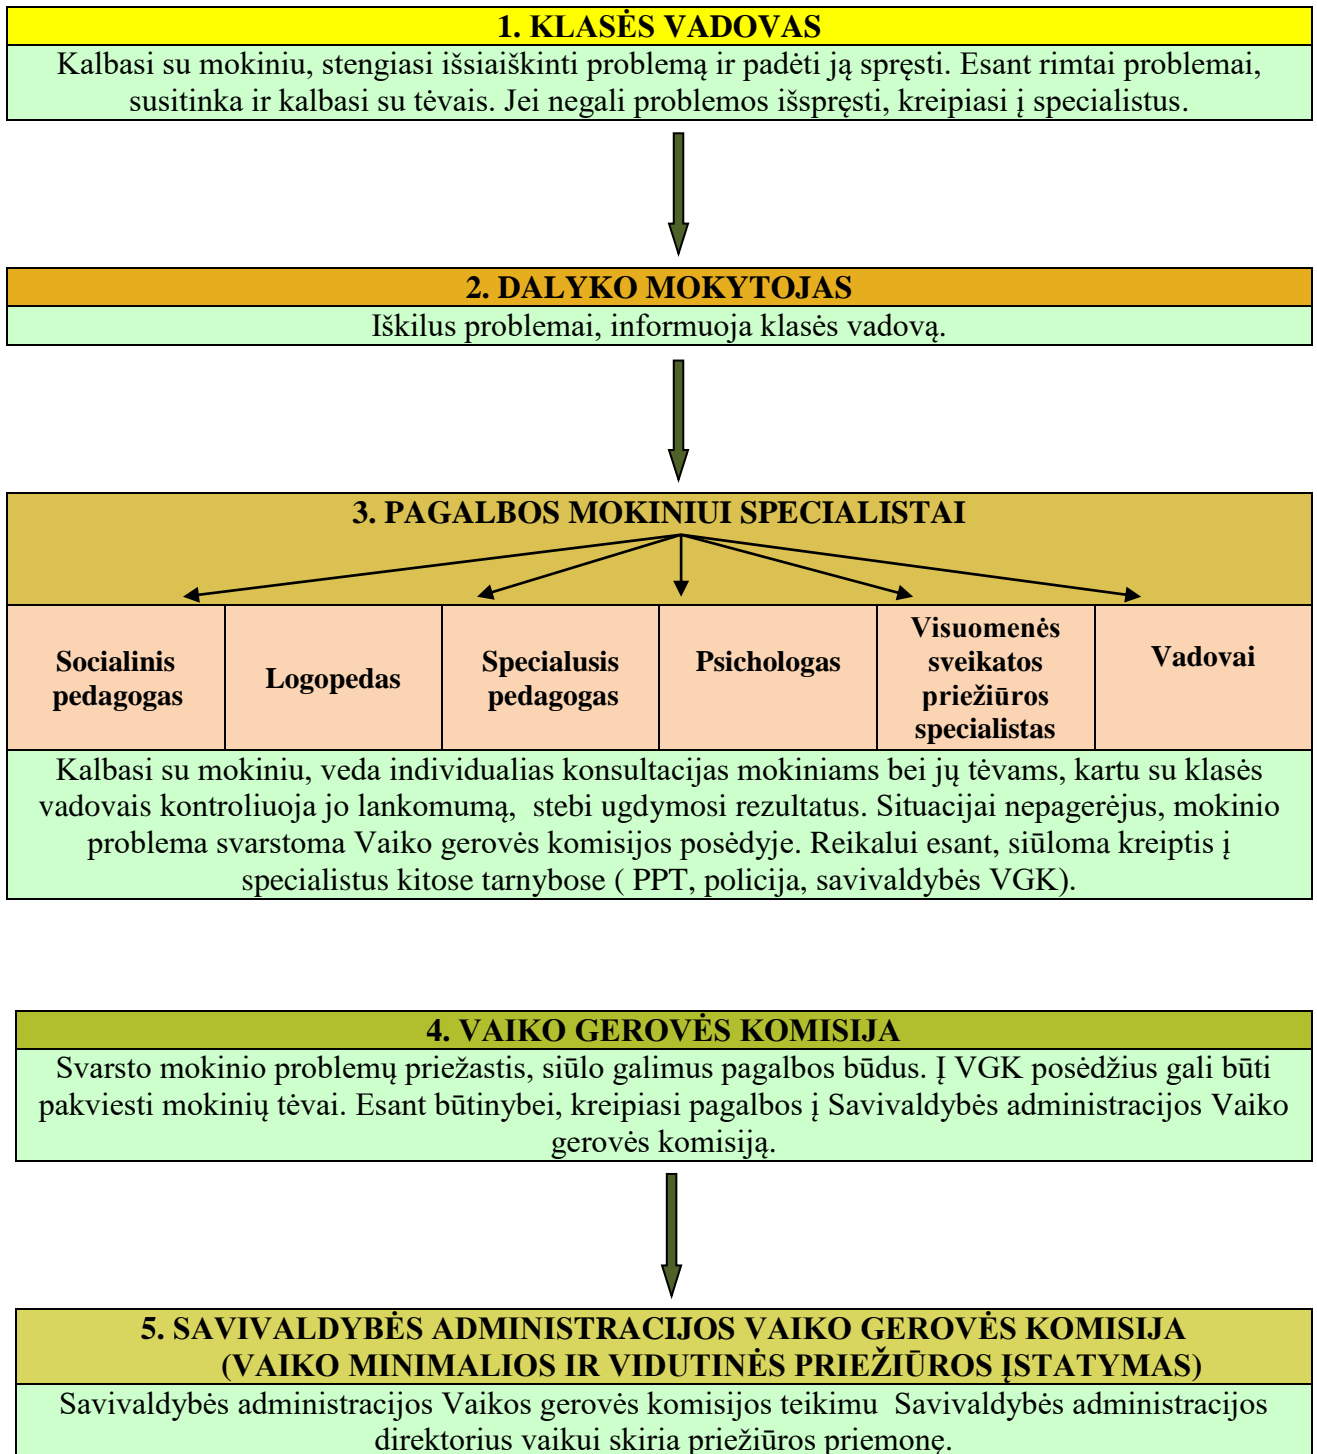 1. KLASĖS VADOVAS
Kalbasi su mokiniu, stengiasi išsiaiškinti problemą ir padėti ją spręsti. Esant rimtai problemai,
susitinka ir kalbasi su tėvais. Jei negali problemos išspręsti, kreipiasi į specialistus.
2. DALYKO MOKYTOJAS
Iškilus problemai, informuoja klasės vadovą.
3. PAGALBOS MOKINIUI SPECIALISTAI
Socialinis
pedagogas
Logopedas
Specialusis
pedagogas
Psichologas
Visuomenės
sveikatos
priežiūros
specialistas
Vadovai
Kalbasi su mokiniu, veda individualias konsultacijas mokiniams bei jų tėvams, kartu su klasės
vadovais kontroliuoja jo lankomumą, stebi ugdymosi rezultatus. Situacijai nepagerėjus, mokinio
problema svarstoma Vaiko gerovės komisijos posėdyje. Reikalui esant, siūloma kreiptis į
specialistus kitose tarnybose ( PPT, policija, savivaldybės VGK).
4. VAIKO GEROVĖS KOMISIJA
Svarsto mokinio problemų priežastis, siūlo galimus pagalbos būdus. Į VGK posėdžius gali būti
pakviesti mokinių tėvai. Esant būtinybei, kreipiasi pagalbos į Savivaldybės administracijos Vaiko
gerovės komisiją.
5. SAVIVALDYBĖS ADMINISTRACIJOS VAIKO GEROVĖS KOMISIJA
(VAIKO MINIMALIOS IR VIDUTINĖS PRIEŽIŪROS ĮSTATYMAS)
Savivaldybės administracijos Vaikos gerovės komisijos teikimu Savivaldybės administracijos
direktorius vaikui skiria priežiūros priemonę.